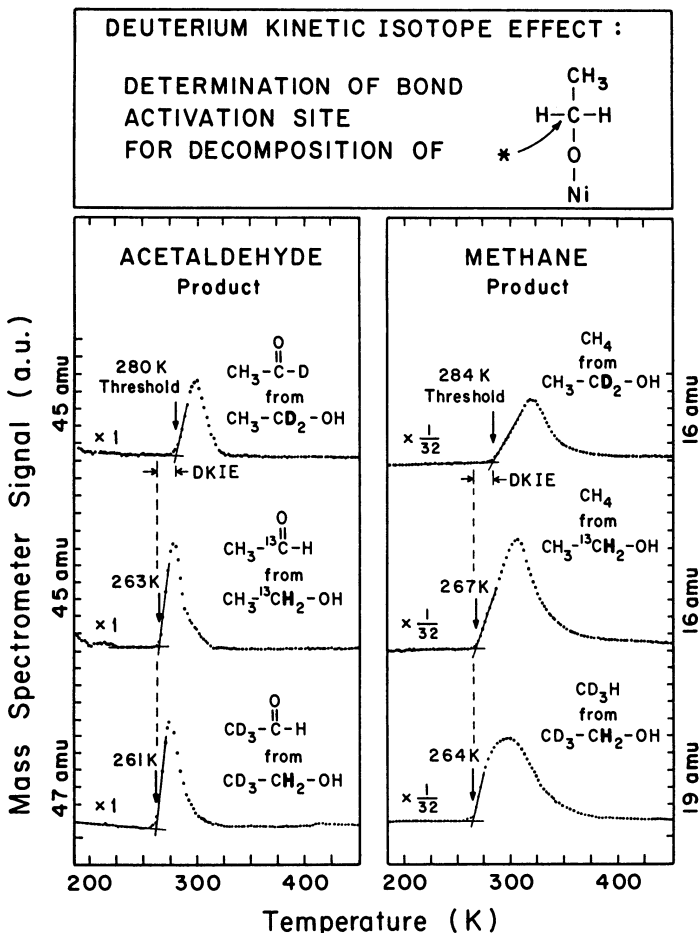 DEUTERIUM KINETIC ISOTOPE EFFECT :
DETERMINATION OF BOND
ACTIVATION SITE
FOR DECOMPOSITION OF
*
CH3
H–C–H
O
Ni
ACETALDEHYDE
Product
280 K
Threshold
O
CH3–C–D
from
CH3–CD2–OH
× 1
DKIE
45 amu
O
CH3–13C–H
from
CH3–13CH2–OH
263K
× 1
45 amu
O
CD3–C–H
from
CD3–CH2–OH
261K
× 1
47 amu
METHANE
Product
284 K
Threshold
CH4
from
CH3–CD2–OH
× 1/32
DKIE
16 amu
CH4
from
CH3–13CH2–OH
267K
× 1/32
16 amu
CD3H
from
CD3–CH2–OH
264K
× 1/32
19 amu
Mass Spectrometer Signal (a.u.)
200 300 400
200 300 400
Temperature (K)